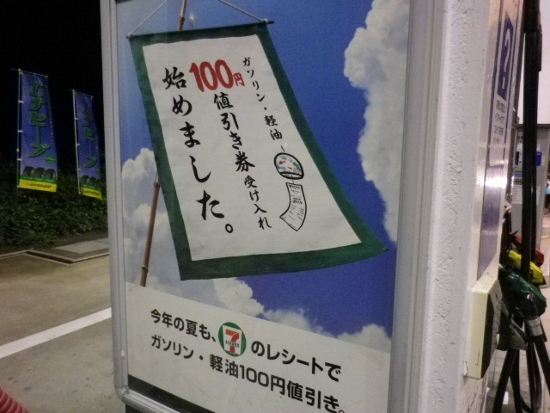 ガソリン・軽油
100円値引き券受け入れ
始めました。
今年の夏も、7のレシートで
ガソリン・軽油100円値引き。